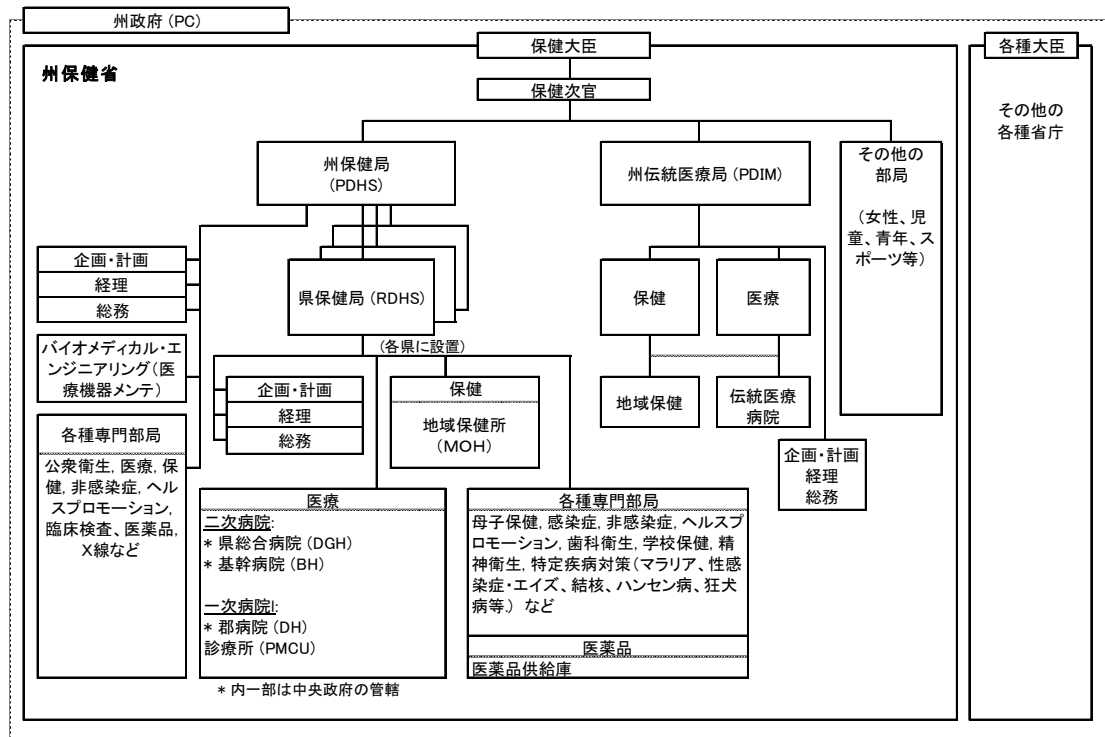 州政府 (PC)
保健大臣
各種大臣
州保健省
保健次官
その他の
各種省庁
州保健局
(PDHS)
州伝統医療局 (PDIM)
その他の
部局
(女性、児
童、青年、ス
ポーツ等)
企画・計画
経理
総務
県保健局 (RDHS)
保健
医療
(各県に設置)
バイオメディカル・エ
ンジニアリング(医
療機器メンテ)
企画・計画
経理
総務
保健
地域保健所
(MOH)
地域保健
伝統医療
病院
企画・計画
経理
総務
各種専門部局
公衆衛生, 医療, 保
健, 非感染症, ヘル
スプロモーション,
臨床検査、医薬品,
X線など
医療
二次病院:
* 県総合病院 (DGH)
* 基幹病院 (BH)
一次病院l:
* 郡病院 (DH)
診療所 (PMCU)
各種専門部局
母子保健, 感染症, 非感染症, ヘルスプ
ロモーション, 歯科衛生, 学校保健, 精
神衛生, 特定疾病対策(マラリア、性感
染症・エイズ、結核、ハンセン病、狂犬
病等.) など
医薬品
医薬品供給庫
* 内一部は中央政府の管轄